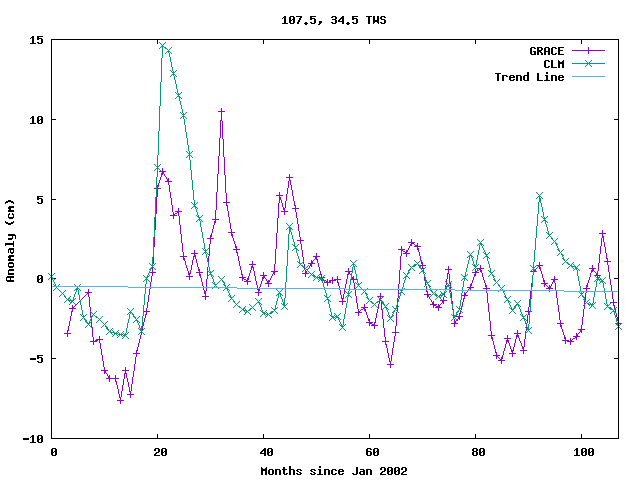 107.5, 34.5 TWS
GRACE
CLM
Trend Line
15
10
5
0
-5
-10
Anomaly (cm)
0 20 40 60 80 100
Months since Jan 2002